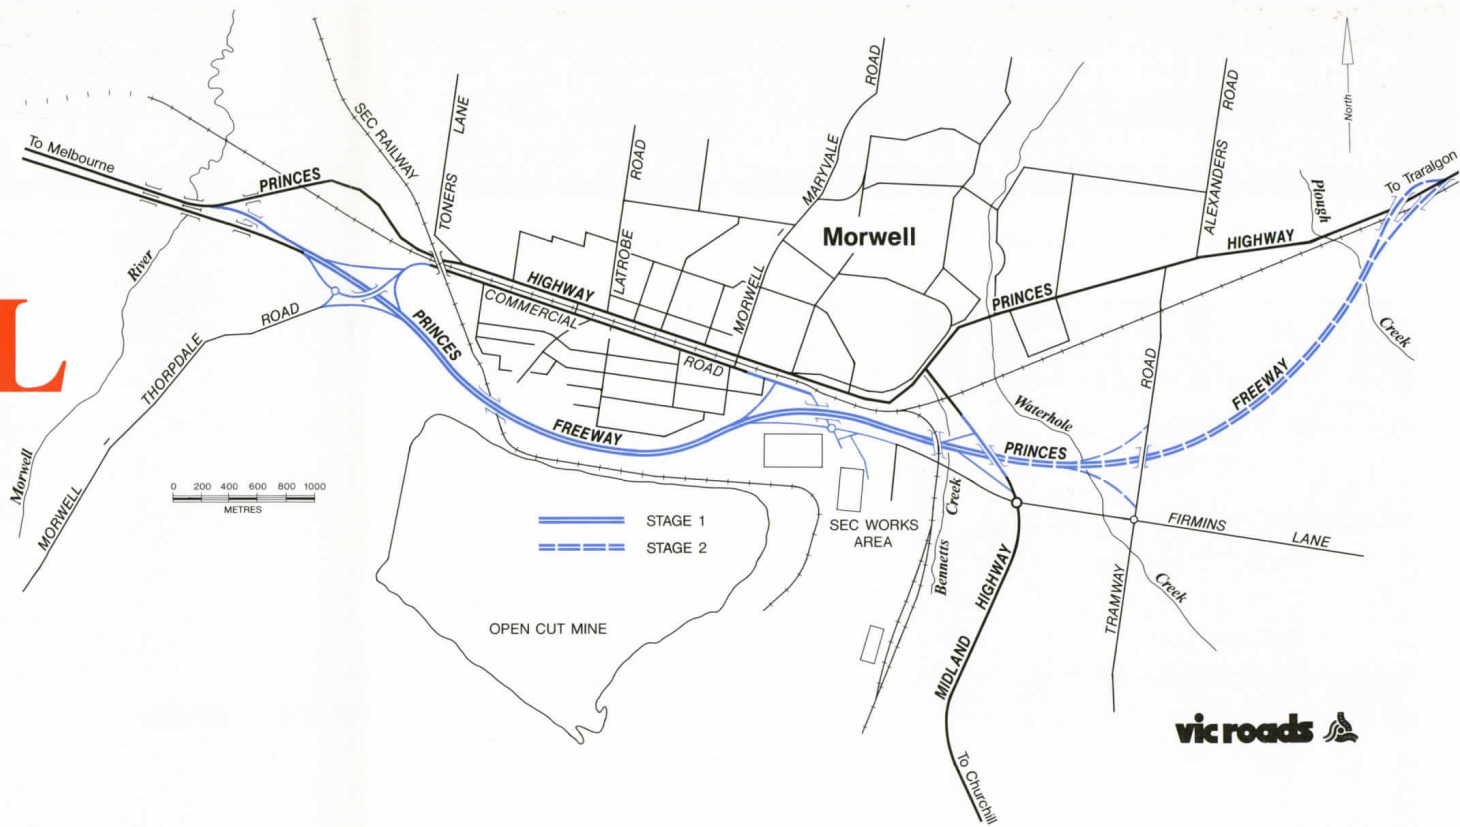 To Melbourne
PRINCES
SEC RAILWAY
TONERS
LANE
LATROBE
ROAD
MARYVALE
ROAD
MORWELL
Morwell
ALEXANDERS
ROAD
Plough
Creek
North
To Traralgon
HIGHWAY
PRINCES
River
Morwell
THORPDALE
ROAD
MORWELL
L
PRINCES
HIGHWAY
COMMERCIAL
ROAD
FREEWAY
PRINCES
FREEWAY
Waterhole
Creek
ROAD
TRAMWAY
FIRMINS
LANE
0 200 400 600 800 1000
METRES
STAGE 1
STAGE 2
SEC WORKS
AREA
Bennetts
Creek
OPEN CUT MINE
MIDLAND
HIGHWAY
To Churchill
vic roads